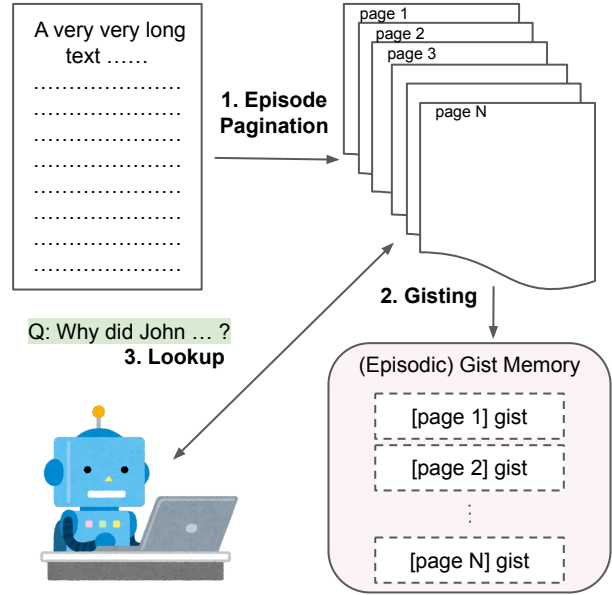 A very very long
text ……
page 1
page 2
page 3
page N
1. Episode
Pagination
2. Gisting
Q: Why did John … ?
3. Lookup
(Episodic) Gist Memory
[page 1] gist
[page 2] gist
⋮
[page N] gist